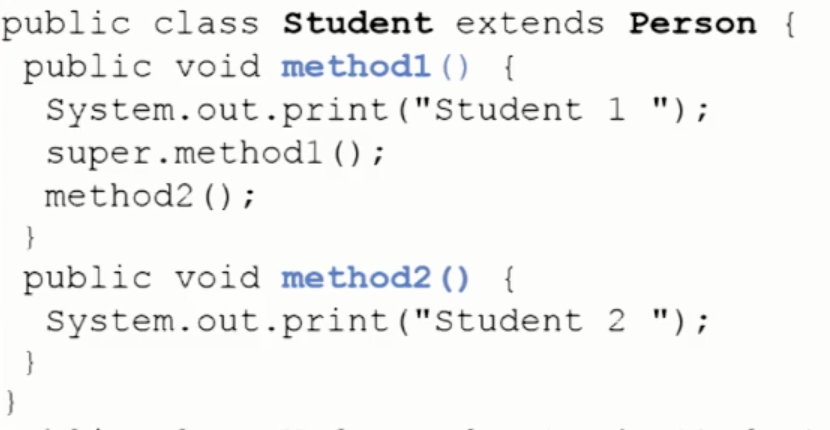 public class Student extends Person {
public void method1() {
System.out.print("Student 1 ");
super.method1();
method2();
}
public void method2() {
System.out.print("Student 2 ");
}
}